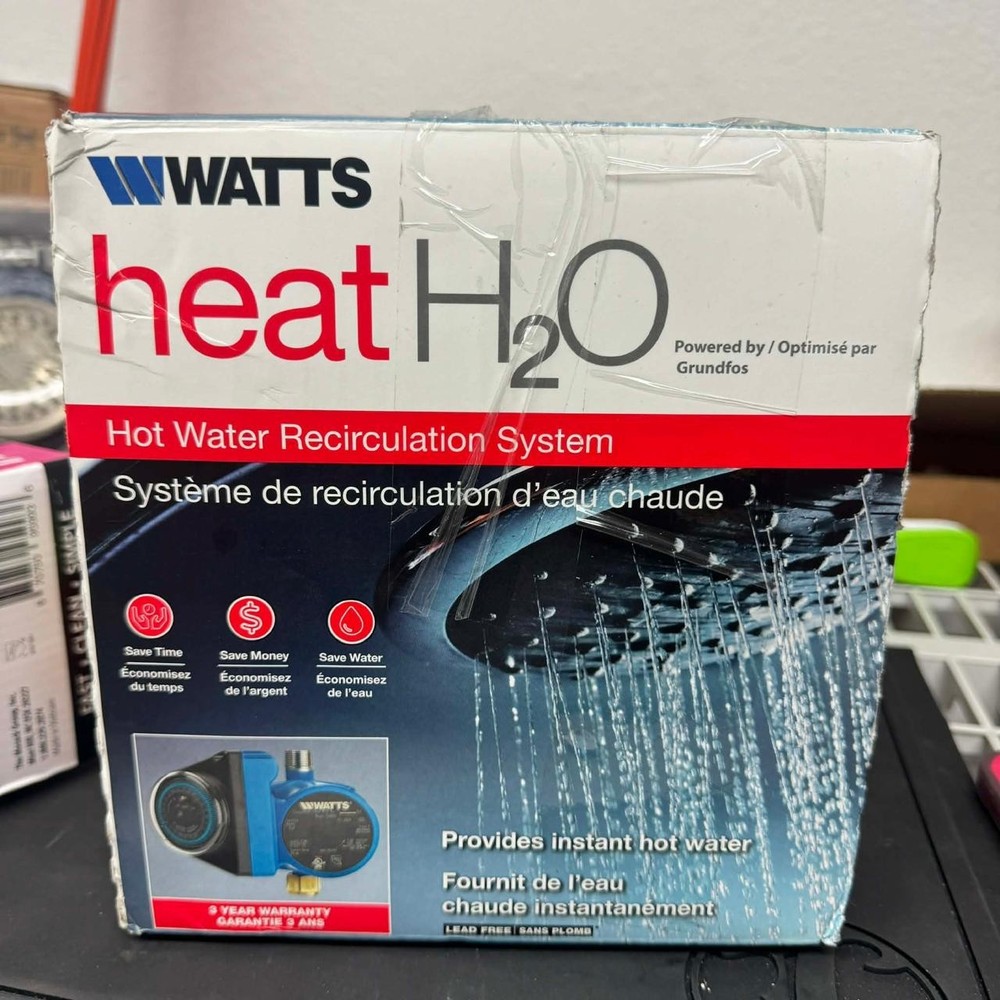 WATTS
heat H2O
Powered by / Optimisé par
Grundfos
Hot Water Recirculation System
Système de recirculation d'eau chaude
Save Time
Économisez
du temps
Save Money
Économisez
de l'argent
Save Water
Économisez
de l'eau
WATTS
3 YEAR WARRANTY
GARANTIE 3 ANS
Provides instant hot water
Fournit de l'eau
chaude instantanément
LEAD FREE | SANS PLOMB